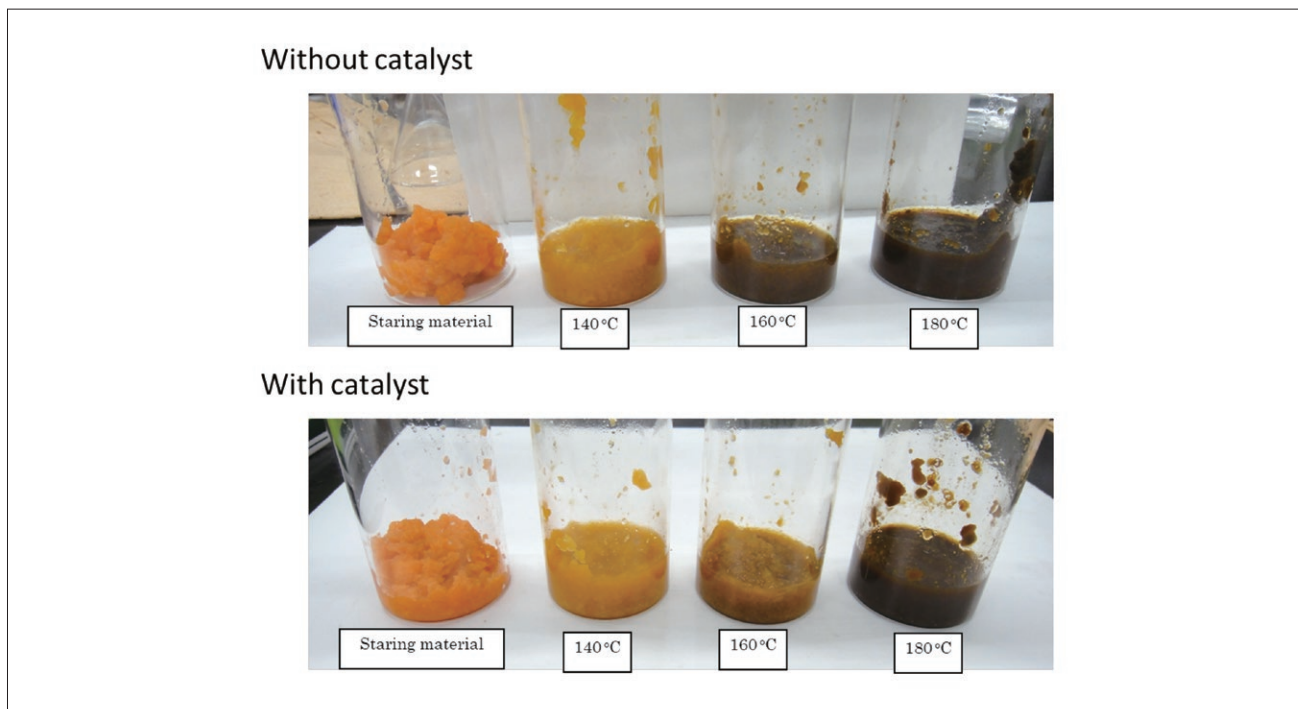 Without catalyst
Staring material
140°C
160°C
180°C
With catalyst
Staring material
140°C
160°C
180°C